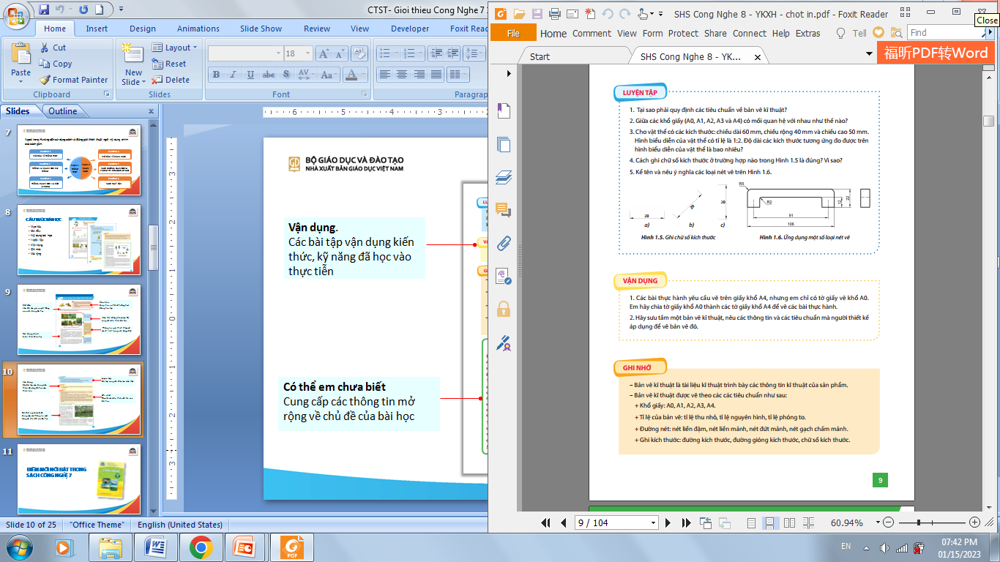 CTST- Gioi thieu Cong Nghe 7 1
Home Insert Design Animations Slide Show Review View Developer Foxit Reac
Paste
Cut
Copy
Format Painter
Clipboard
New
Slide
Layout
Reset
Delete
Slides
18
B I U abc S AV Aa A
Font
Paragrap
Slides Outline x
7
8
9
10
11
CẤU TRÚC BÀI HỌC
ĐIỂM MỚI NỔI BẬT TRONG
SÁCH CÔNG NGHỆ 7
6 5 4 3 2
3 2 1 0 1 2 3
BỘ GIÁO DỤC VÀ ĐÀO TẠO
NHÀ XUẤT BẢN GIÁO DỤC VIỆT NAM
Vận dụng.
Các bài tập vận dụng kiến
thức, kỹ năng đã học vào
thực tiễn
Có thể em chưa biết
Cung cấp các thông tin mở
rộng về chủ đề của bài học
Slide 10 of 25 "Office Theme" English (United States)
SHS Cong Nghe 8 - YKXH - chot in.pdf - Foxit Reader
Close
File Home Comment View Form Protect Share Connect Help Extras Tell Find
Start SHS Cong Nghe 8 - YK... x
福昕PDF转Word
LUYỆN TẬP
1. Tại sao phải quy định các tiêu chuẩn về bản vẽ kĩ thuật?
2. Giữa các khổ giấy (A0, A1, A2, A3 và A4) có mối quan hệ với nhau như thế nào?
3. Cho vật thể có các kích thước: chiều dài 60 mm, chiều rộng 40 mm và chiều cao 50 mm.
Hình biểu diễn của vật thể có tỉ lệ là 1:2. Độ dài các kích thước tương ứng đo được trên
hình biểu diễn của vật thể là bao nhiêu?
4. Cách ghi chữ số kích thước ở trường hợp nào trong Hình 1.5 là đúng? Vì sao?
5. Kể tên và nêu ý nghĩa các loại nét vẽ trên Hình 1.6.
20 20 20
a) b) c)
R5
R2
12
22
91
106
Hình 1.5. Ghi chữ số kích thước
Hình 1.6. Ứng dụng một số loại nét vẽ
VẬN DỤNG
1. Các bài thực hành yêu cầu vẽ trên giấy khổ A4, nhưng em chỉ có tờ giấy vẽ khổ A0.
Em hãy chia tờ giấy khổ A0 thành các tờ giấy khổ A4 để vẽ các bài thực hành.
2. Hãy sưu tầm một bản vẽ kĩ thuật, nêu các thông tin và các tiêu chuẩn mà người thiết kế
áp dụng để vẽ bản vẽ đó.
GHI NHỚ
– Bản vẽ kĩ thuật là tài liệu kĩ thuật trình bày các thông tin kĩ thuật của sản phẩm.
– Bản vẽ kĩ thuật được vẽ theo các các tiêu chuẩn như sau:
+ Khổ giấy: A0, A1, A2, A3, A4.
+ Tỉ lệ của bản vẽ: tỉ lệ thu nhỏ, tỉ lệ nguyên hình, tỉ lệ phóng to.
+ Đường nét: nét liền đậm, nét liền mảnh, nét đứt mảnh, nét gạch chấm mảnh.
+ Ghi kích thước: đường kích thước, đường gióng kích thước, chữ số kích thước.
9
9 / 104
60.94%
PDF
EN
07:42 PM
01/15/2023